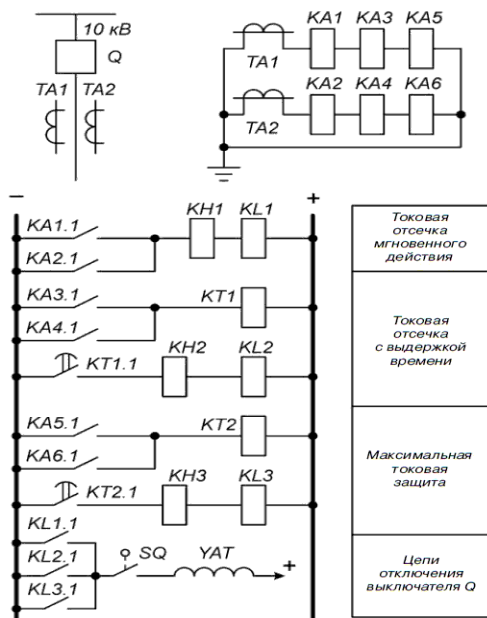 10 кВ
Q
TA1 TA2
KA1 KA3 KA5
TA1
KA2 KA4 KA6
TA2
− +
KA1.1 KH1 KL1
KA2.1
Токовая
отсечка
мгновенного
действия
KA3.1 KT1
KA4.1
KT1.1 KH2 KL2
Токовая
отсечка
с выдержкой
времени
KA5.1 KT2
KA6.1
KT2.1 KH3 KL3
Максимальная
токовая
защита
KL1.1
KL2.1 SQ YAT +
KL3.1
Цепи
отключения
выключателя Q